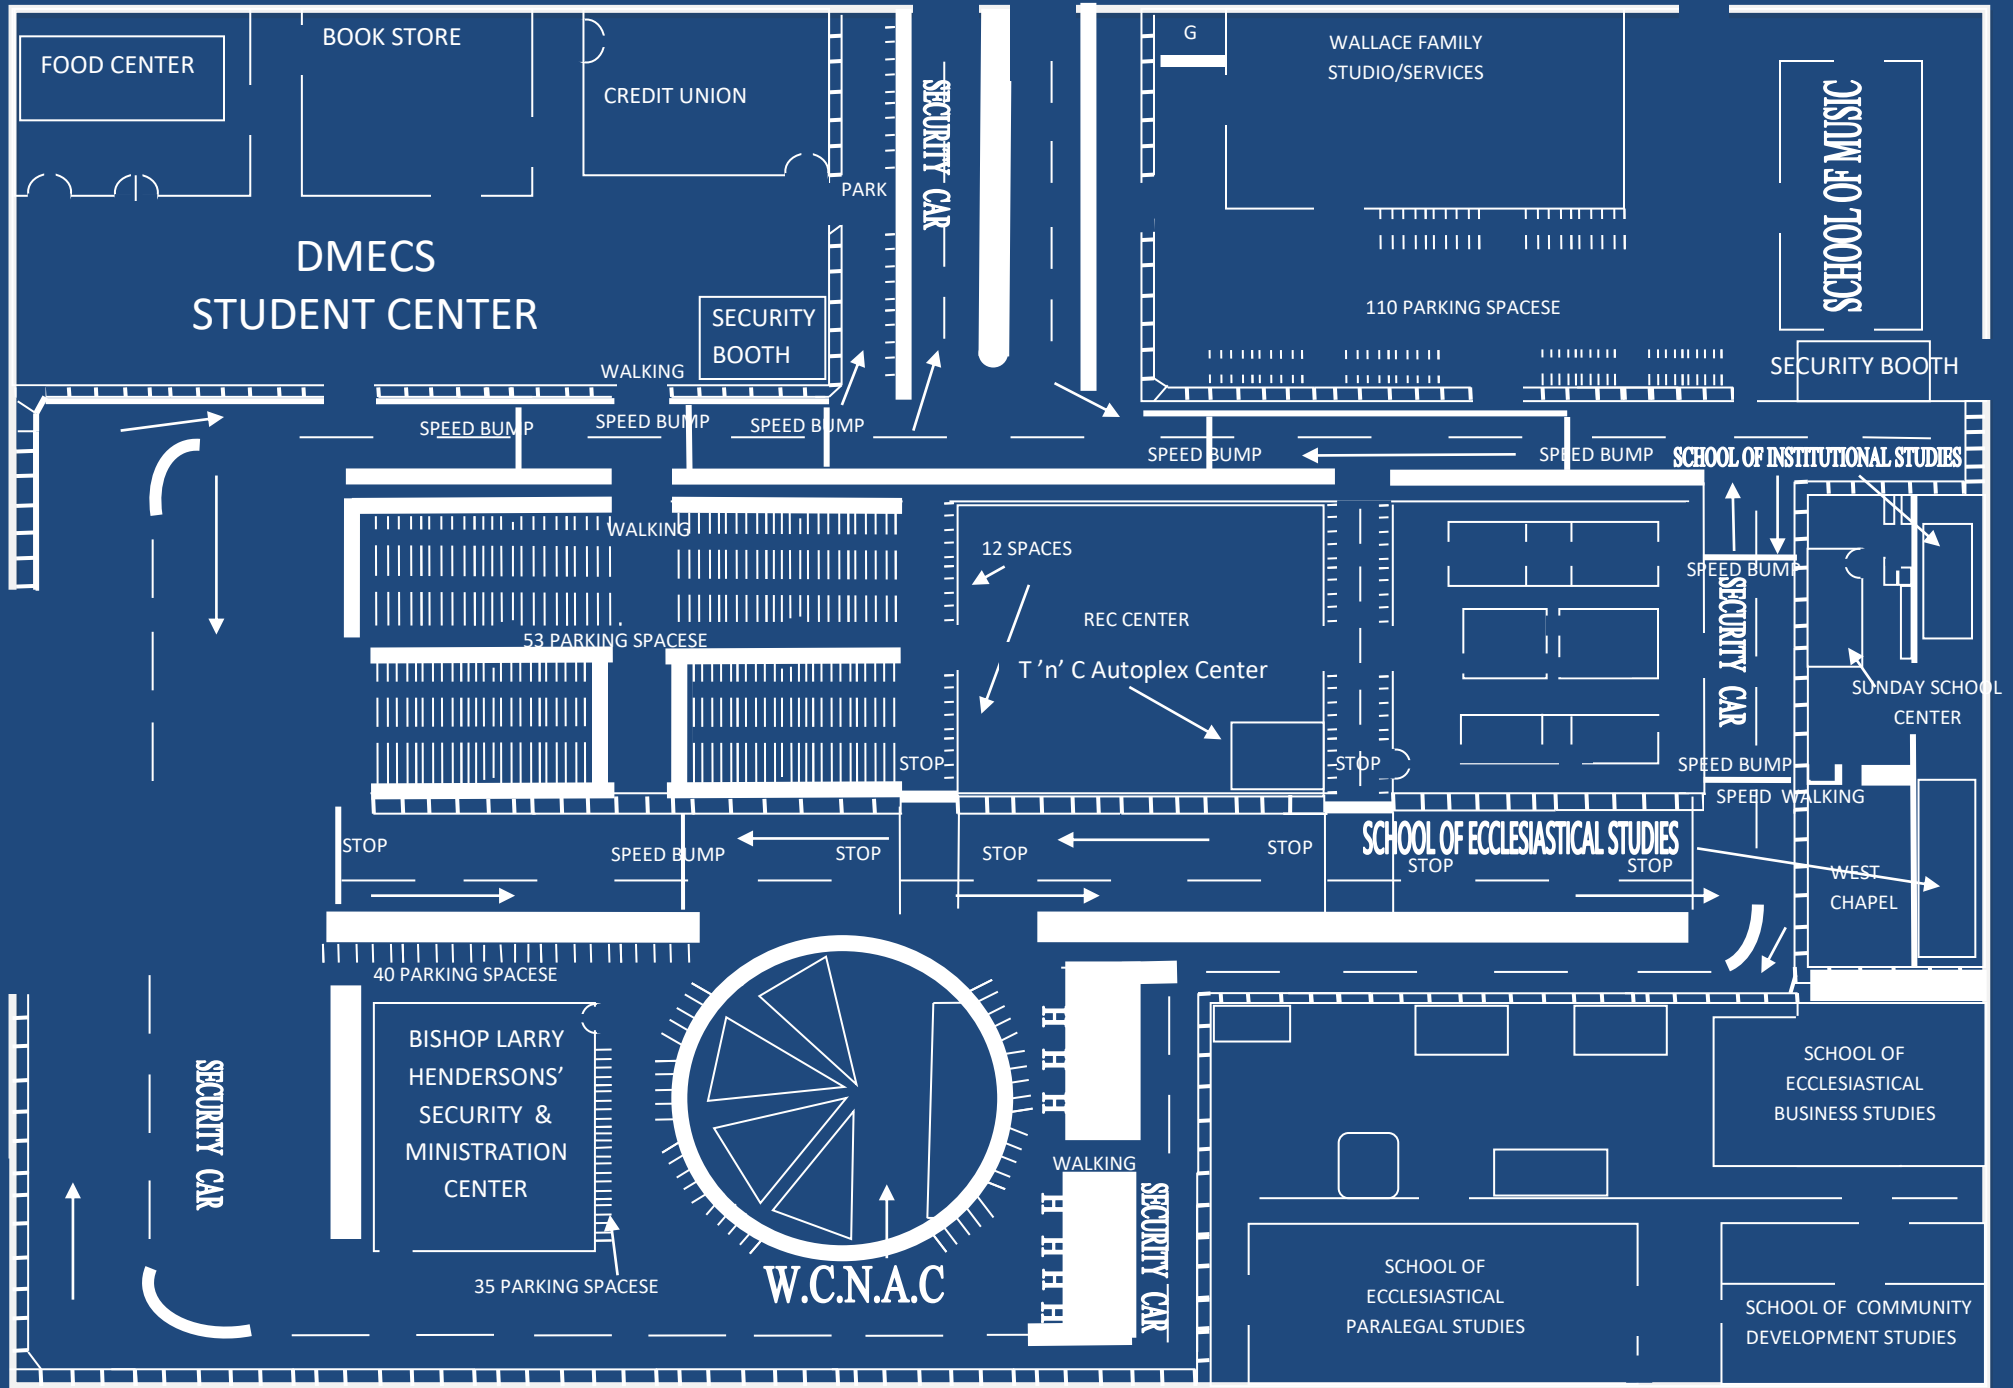 FOOD CENTER
BOOK STORE
CREDIT UNION
PARK
SECURITY CAR
G
WALLACE FAMILY
STUDIO/SERVICES
SCHOOL OF MUSIC
DMECS
STUDENT CENTER
SECURITY
BOOTH
110 PARKING SPACESE
SECURITY BOOTH
WALKING
SPEED BUMP
SPEED BUMP
SPEED BUMP
SPEED BUMP
SPEED BUMP
SCHOOL OF INSTITUTIONAL STUDIES
WALKING
12 SPACES
SPEED BUMP
SECURITY CAR
REC CENTER
53 PARKING SPACESE
T 'n' C Autoplex Center
SUNDAY SCHOOL
CENTER
STOP
STOP
SPEED BUMP
SPEED WALKING
STOP
SPEED BUMP
STOP
STOP
STOP
SCHOOL OF ECCLESIASTICAL STUDIES
STOP
STOP
WEST
CHAPEL
40 PARKING SPACESE
BISHOP LARRY
HENDERSONS’
SECURITY &
MINISTRATION
CENTER
SECURITY CAR
SCHOOL OF
ECCLESIASTICAL
BUSINESS STUDIES
WALKING
SECURITY CAR
35 PARKING SPACESE
W.C.N.A.C
SCHOOL OF
ECCLESIASTICAL
PARALEGAL STUDIES
SCHOOL OF COMMUNITY
DEVELOPMENT STUDIES